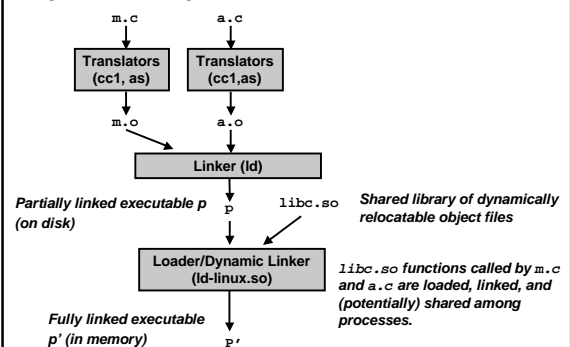 m.c a.c
Translators
(cc1, as)
Translators
(cc1,as)
m.o a.o
Linker (ld)
Partially linked executable p
(on disk)
p
libc.so
Shared library of dynamically
relocatable object files
Loader/Dynamic Linker
(ld-linux.so)
libc.so functions called by m.c
and a.c are loaded, linked, and
(potentially) shared among
processes.
Fully linked executable
p' (in memory)
P'